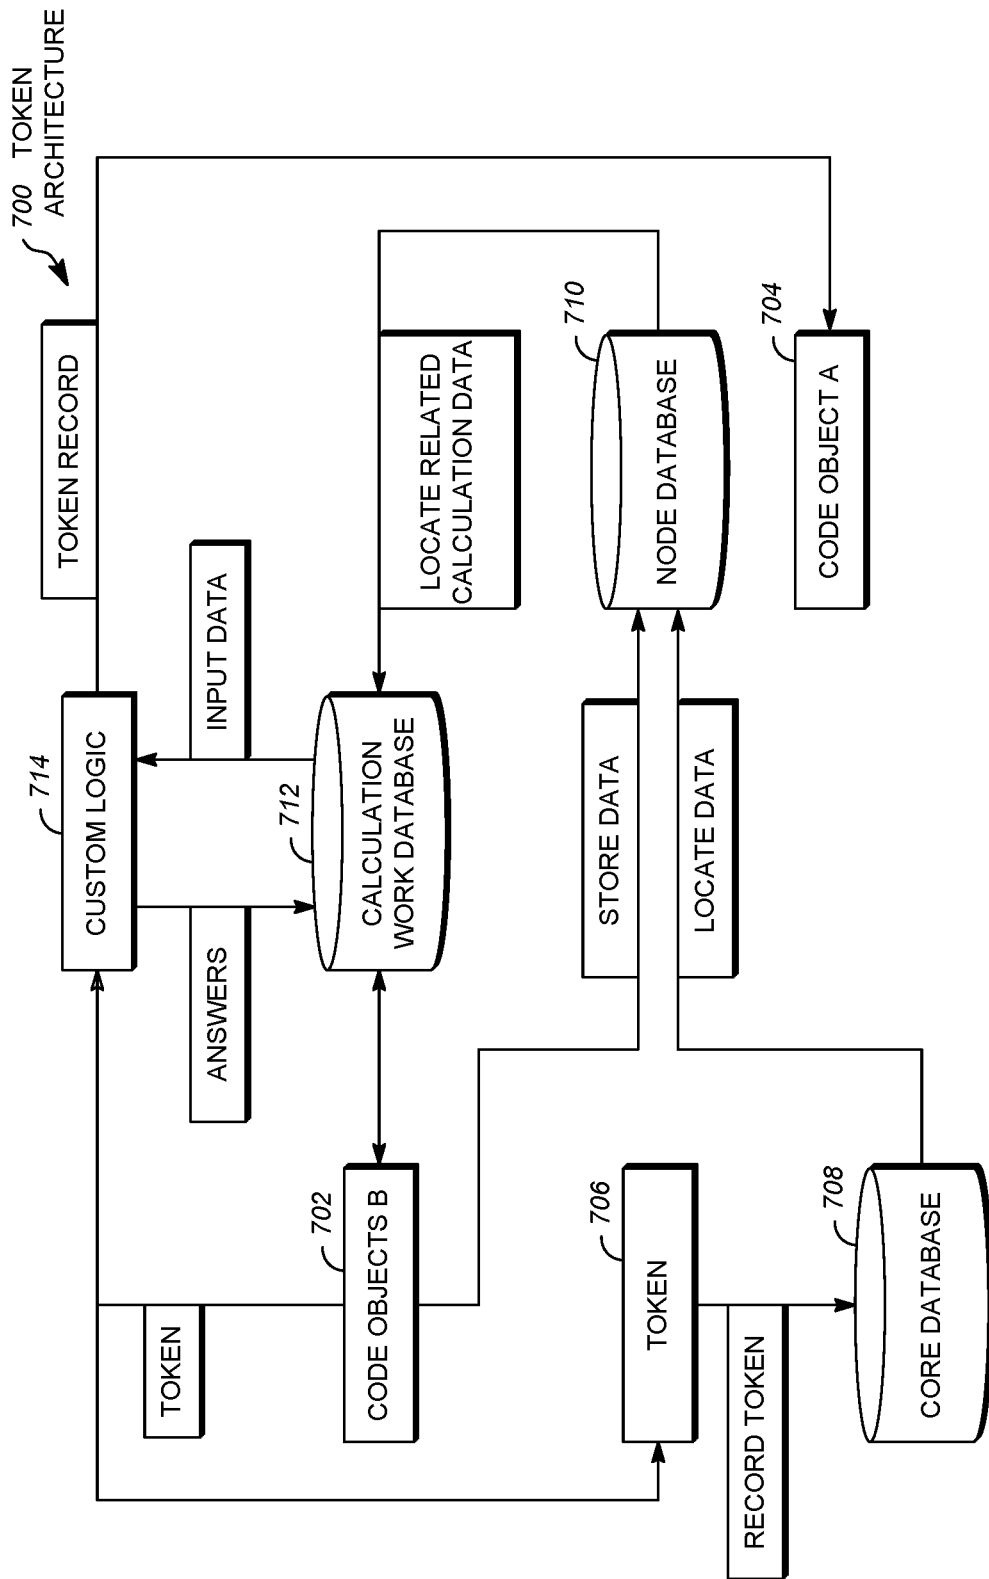 700 TOKEN
ARCHITECTURE
TOKEN RECORD
714
CUSTOM LOGIC
TOKEN
ANSWERS
INPUT DATA
702
CODE OBJECTS B
712
CALCULATION
WORK DATABASE
LOCATE RELATED
CALCULATION DATA
STORE DATA
LOCATE DATA
710
NODE DATABASE
706
TOKEN
RECORD TOKEN
708
CORE DATABASE
704
CODE OBJECT A